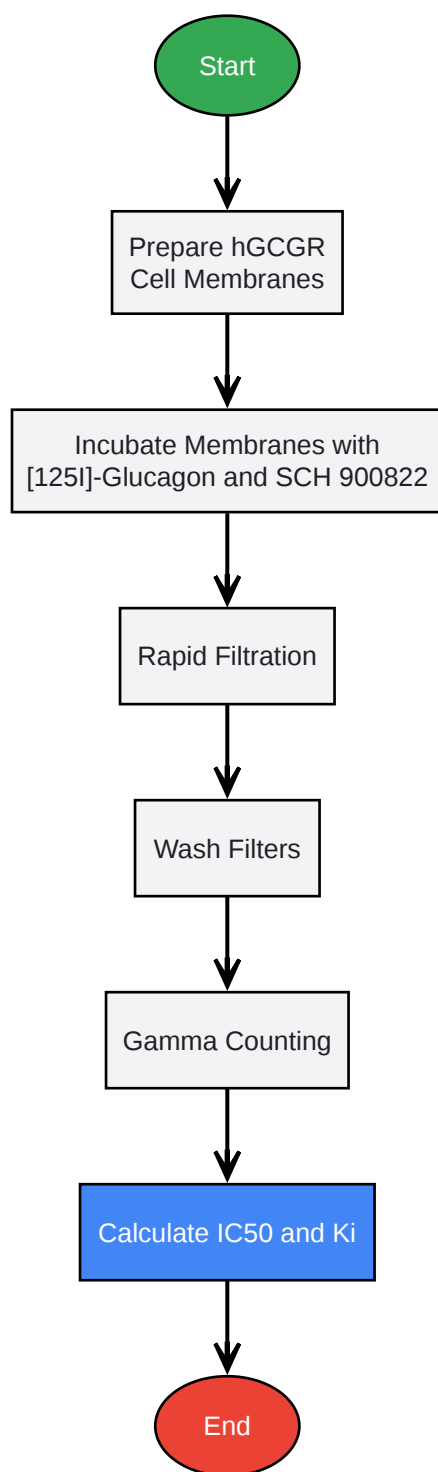 Start
Prepare hGCGR
Cell Membranes
Incubate Membranes with
[125I]-Glucagon and SCH 900822
Rapid Filtration
Wash Filters
Gamma Counting
Calculate IC50 and Ki
End